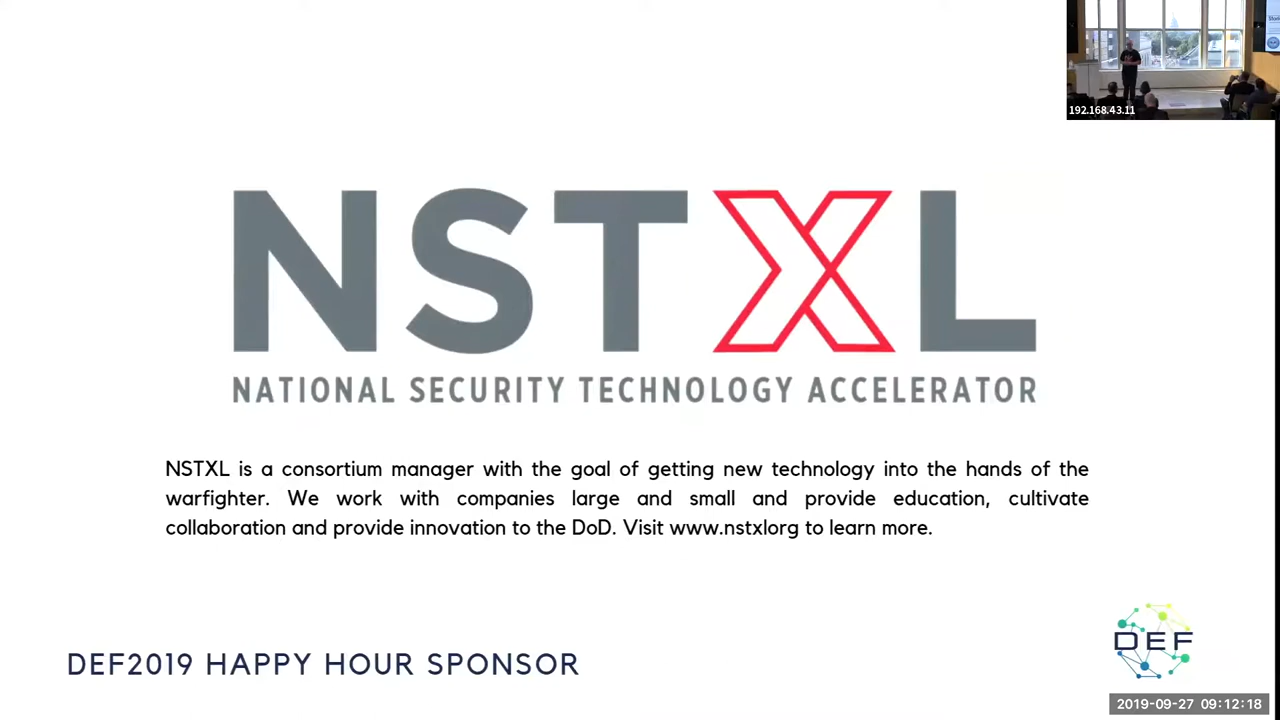 192.168.43.11
NSTXL
NATIONAL SECURITY TECHNOLOGY ACCELERATOR
NSTXL is a consortium manager with the goal of getting new technology into the hands of the
warfighter. We work with companies large and small and provide education, cultivate
collaboration and provide innovation to the DoD. Visit www.nstxlorg to learn more.
DEF
DEF2019 HAPPY HOUR SPONSOR
2019-09-27 09:12:18